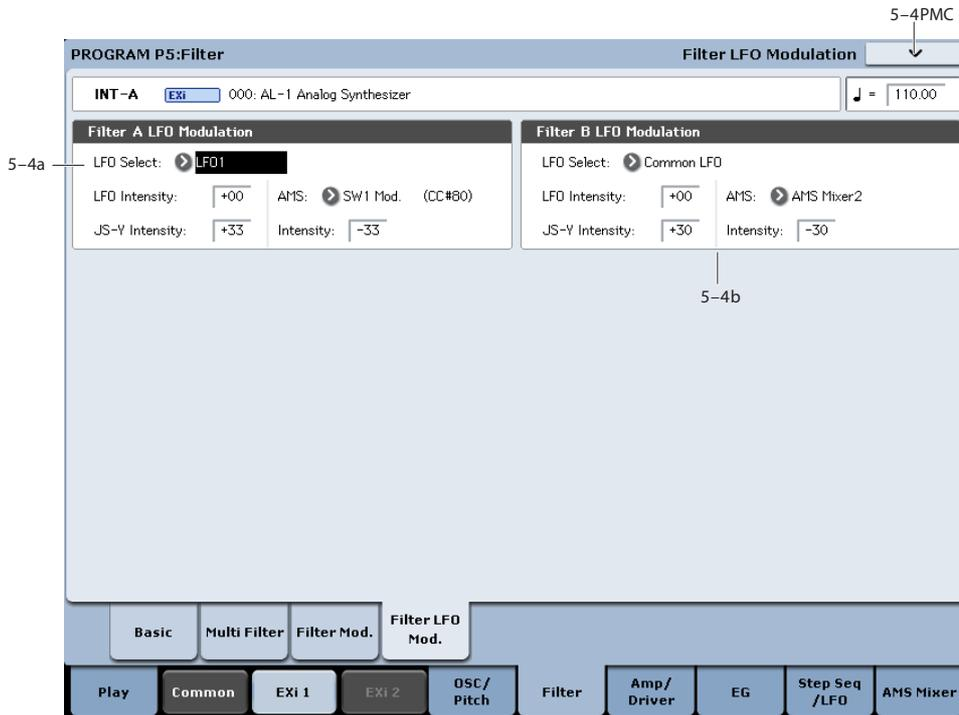 5–4PMC
PROGRAM P5:Filter
Filter LFO Modulation
INT-A EXi 000: AL-1 Analog Synthesizer
♩ = 110.00
Filter A LFO Modulation
5–4a
LFO Select: LFO1
LFO Intensity: +00 AMS: SW1 Mod. (CC#80)
JS-Y Intensity: +33 Intensity: -33
Filter B LFO Modulation
LFO Select: Common LFO
LFO Intensity: +00 AMS: AMS Mixer2
JS-Y Intensity: +30 Intensity: -30
5–4b
Basic
Multi Filter
Filter Mod.
Filter LFO
Mod.
Play
Common
EXi 1
EXi 2
OSC/
Pitch
Filter
Amp/
Driver
EG
Step Seq
/LFO
AMS Mixer